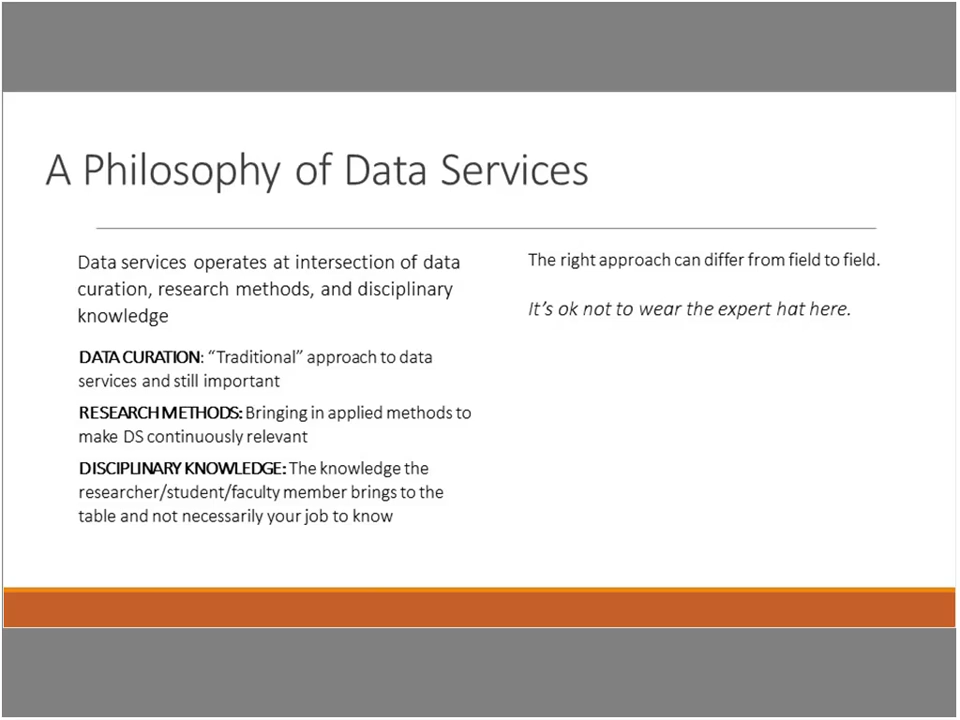 A Philosophy of Data Services
Data services operates at intersection of data
curation, research methods, and disciplinary
knowledge
DATA CURATION: “Traditional” approach to data
services and still important
RESEARCH METHODS: Bringing in applied methods to
make DS continuously relevant
DISCIPLINARY KNOWLEDGE: The knowledge the
researcher/student/faculty member brings to the
table and not necessarily your job to know
The right approach can differ from field to field.
It’s ok not to wear the expert hat here.